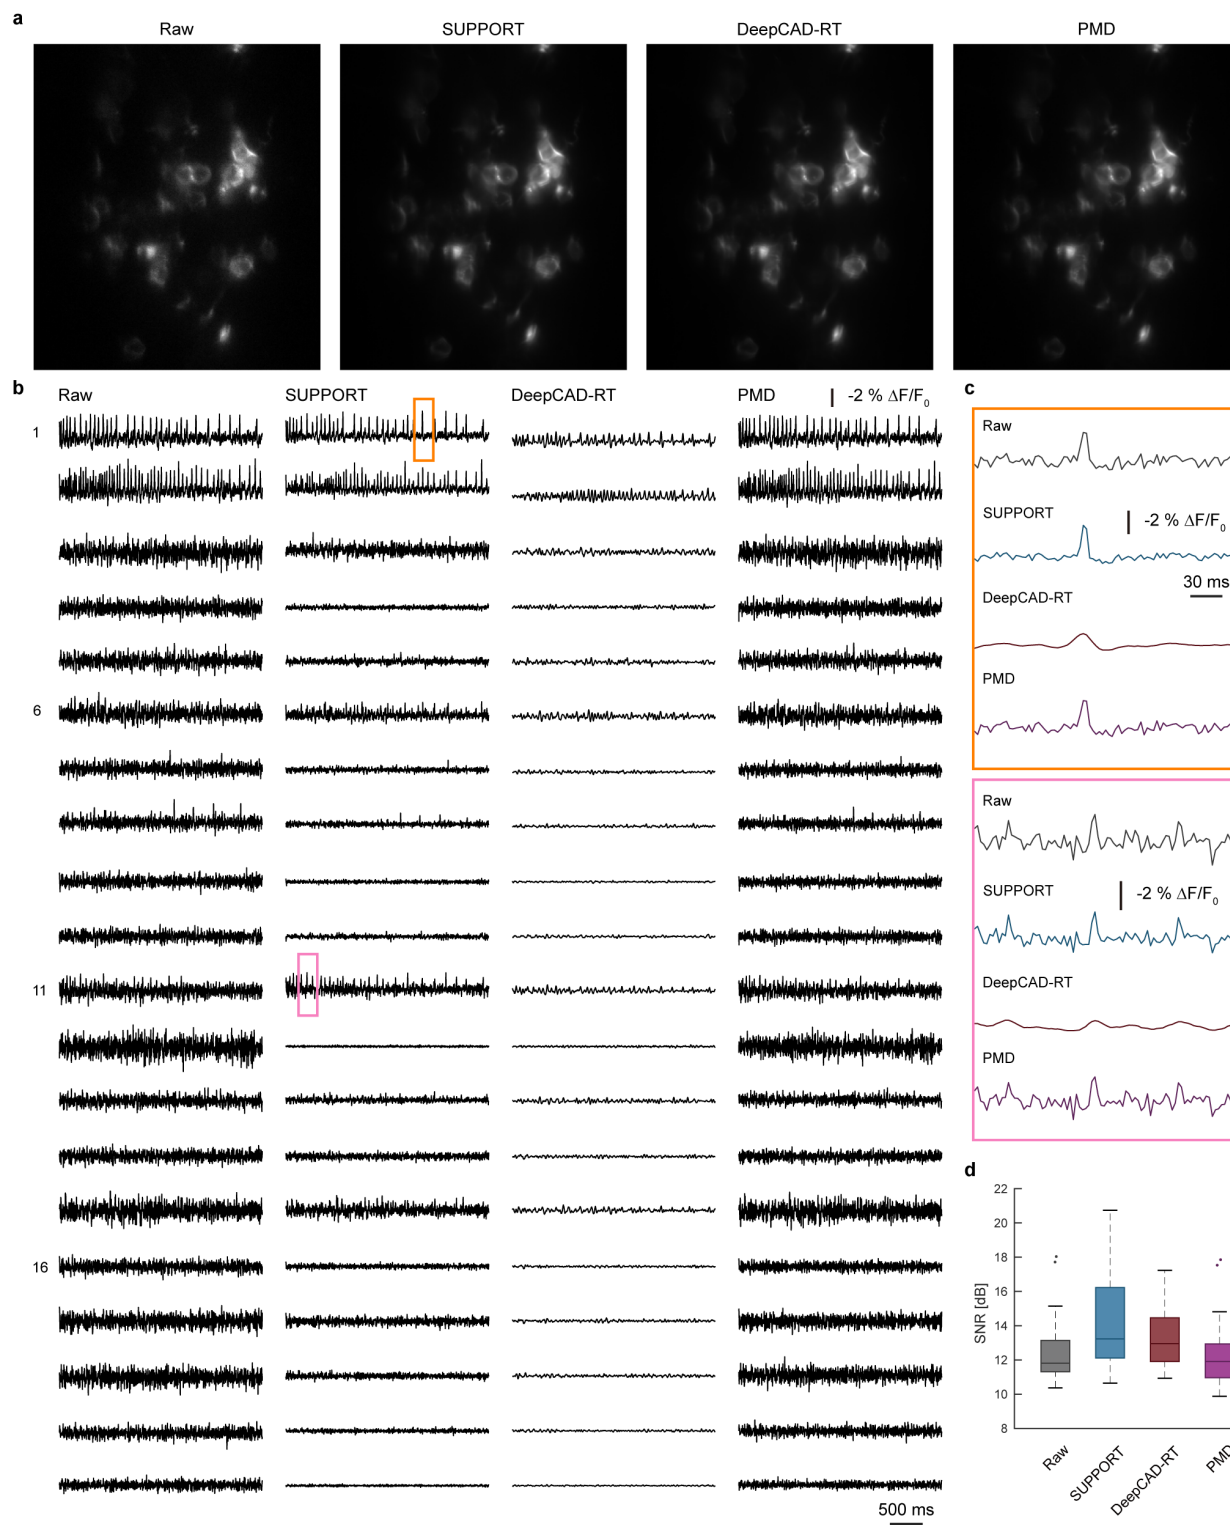 a
Raw
SUPPORT
DeepCAD-RT
PMD
b
Raw
SUPPORT
DeepCAD-RT
PMD
-2 % ΔF/F0
1
6
11
16
500 ms
c
Raw
SUPPORT
-2 % ΔF/F0
30 ms
DeepCAD-RT
PMD
Raw
SUPPORT
-2 % ΔF/F0
DeepCAD-RT
PMD
d
22
20
18
16
14
12
10
8
SNR [dB]
Raw
SUPPORT
DeepCAD-RT
PMD